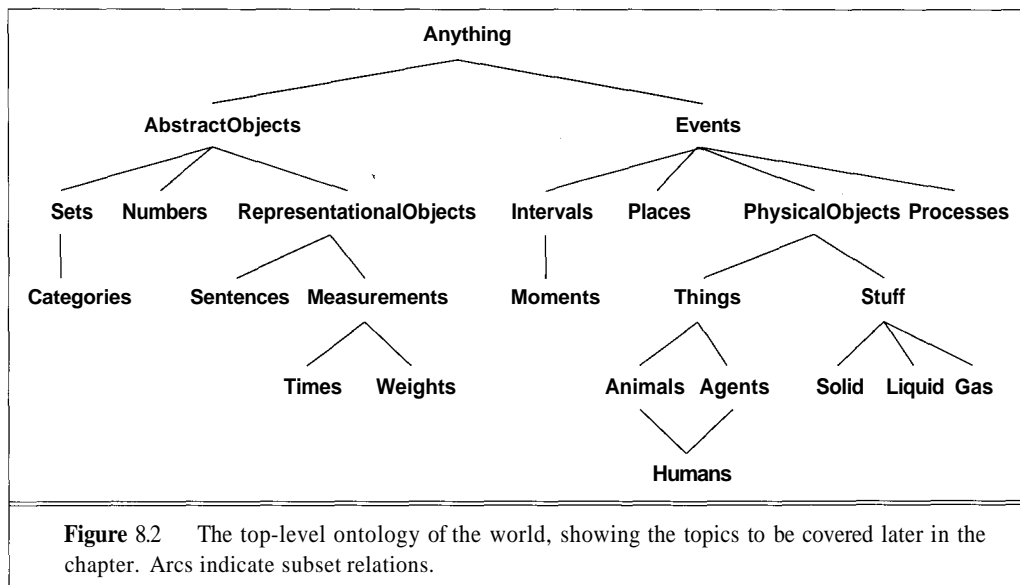 Anything
AbstractObjects Events
Sets Numbers RepresentationalObjects Intervals Places PhysicalObjects Processes
Categories Sentences Measurements Moments Things Stuff
Times Weights Animals Agents Solid Liquid Gas
Humans
Figure 8.2 The top-level ontology of the world, showing the topics to be covered later in the
chapter. Arcs indicate subset relations.